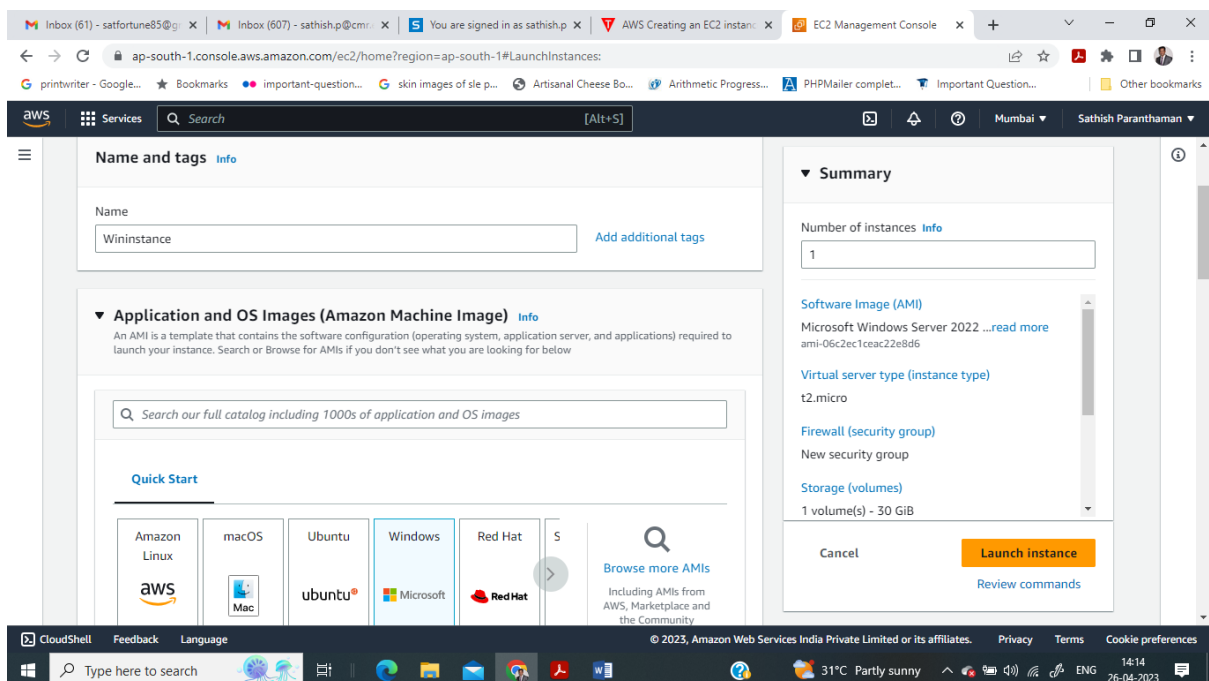 Inbox (61) - satfortune85@gr
Inbox (607) - sathish.p@cmr.
You are signed in as sathish.p
AWS Creating an EC2 instanc
EC2 Management Console
ap-south-1.console.aws.amazon.com/ec2/home?region=ap-south-1#LaunchInstances:
printwriter - Google...
Bookmarks
important-question...
skin images of sle p...
Artisanal Cheese Bo...
Arithmetic Progress...
PHPMailer complet...
Important Question...
Other bookmarks
aws
Services
Search
[Alt+S]
Mumbai
Sathish Paranthaman
Name and tags Info
Name
Wininstance
Add additional tags
Application and OS Images (Amazon Machine Image) Info
An AMI is a template that contains the software configuration (operating system, application server, and applications) required to
launch your instance. Search or Browse for AMIs if you don't see what you are looking for below
Search our full catalog including 1000s of application and OS images
Quick Start
Amazon
Linux
aws
macOS
Mac
Ubuntu
ubuntu®
Windows
Microsoft
Red Hat
Red Hat
S
Browse more AMIs
Including AMIs from
AWS, Marketplace and
the Community
Summary
Number of instances Info
1
Software Image (AMI)
Microsoft Windows Server 2022 ...read more
ami-06c2ec1ceac22e8d6
Virtual server type (instance type)
t2.micro
Firewall (security group)
New security group
Storage (volumes)
1 volume(s) - 30 GiB
Cancel
Launch instance
Review commands
CloudShell
Feedback
Language
© 2023, Amazon Web Services India Private Limited or its affiliates.
Privacy
Terms
Cookie preferences
Type here to search
31°C Partly sunny
ENG
14:14
26-04-2023